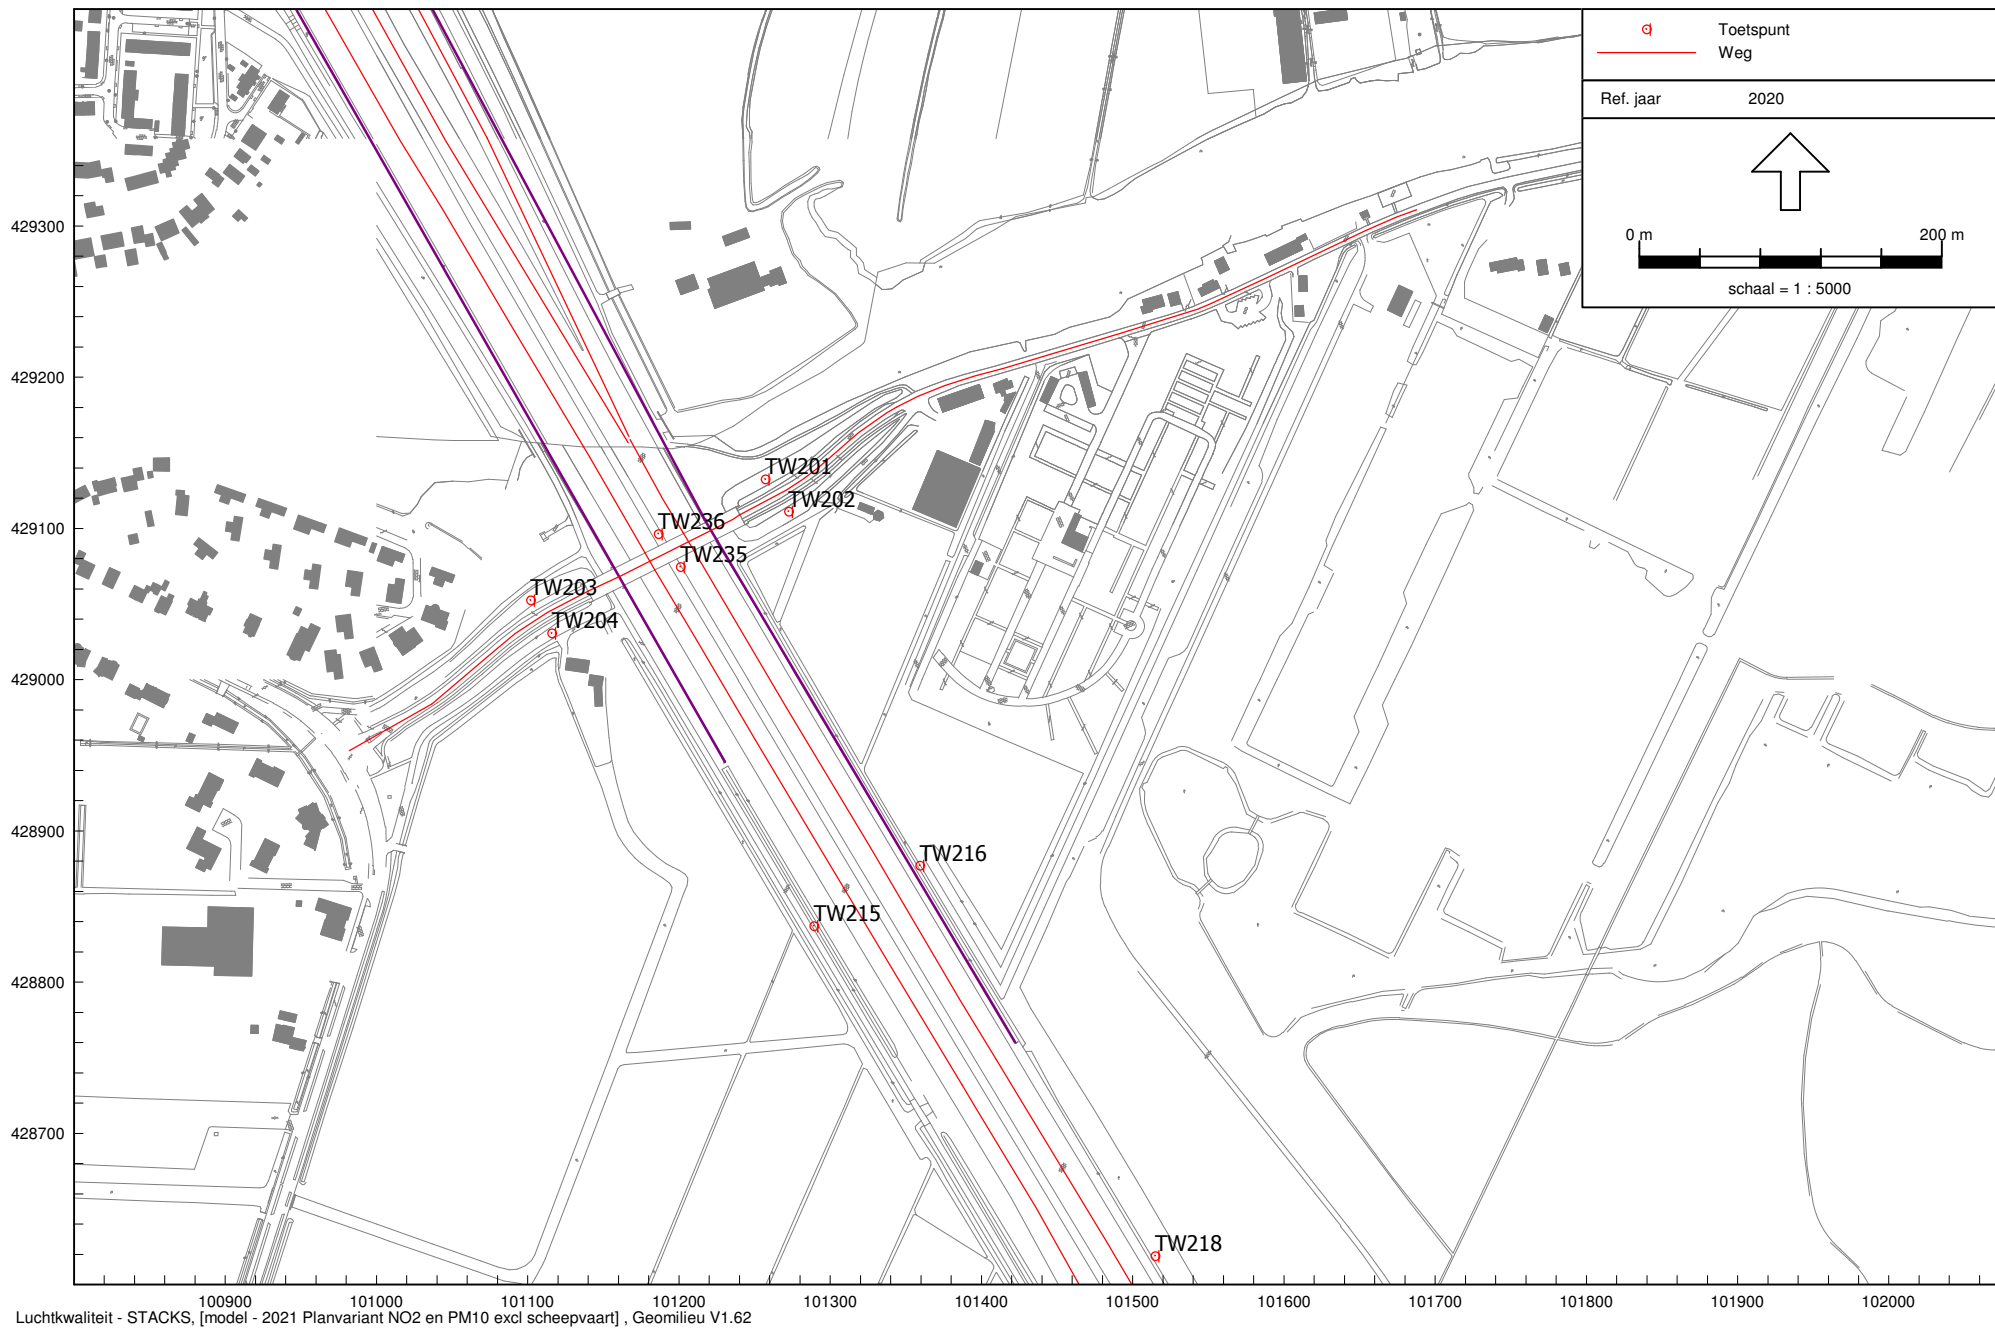 Toetspunt
Weg
Ref. jaar 2020
0 m 200 m
schaal = 1 : 5000
429300
429200
429100
429000
428900
428800
428700
TW201
TW202
TW236
TW235
TW203
TW204
TW216
TW215
TW218
100900 101000 101100 101200 101300 101400 101500 101600 101700 101800 101900 102000
Luchtkwaliteit - STACKS, [model - 2021 Planvariant NO2 en PM10 excl scheepvaart] , Geomilieu V1.62